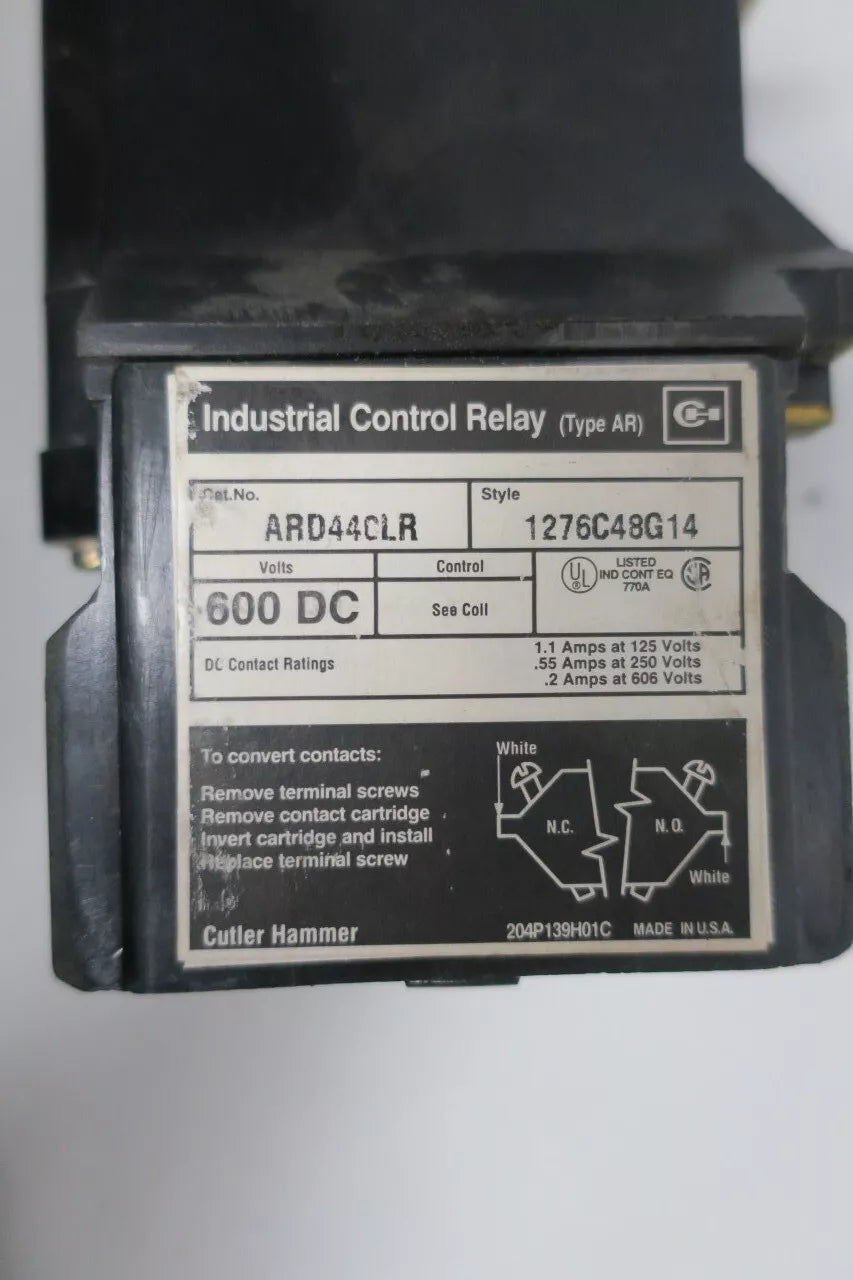 Industrial Control Relay (Type AR)
Cat.No.
ARD44CLR
Style
1276C48G14
Volts
600 DC
Control
See Coil
UL
LISTED
IND CONT EQ
770A
DC Contact Ratings
1.1 Amps at 125 Volts
.55 Amps at 250 Volts
.2 Amps at 606 Volts
To convert contacts:
Remove terminal screws
Remove contact cartridge
Invert cartridge and install
Replace terminal screw
White
N.C.
N.O.
White
Cutler Hammer
204P139H01C MADE IN U.S.A.